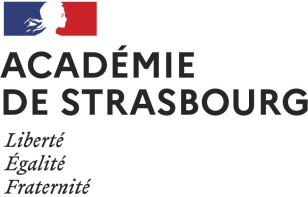 ACADÉMIE
DE STRASBOURG
Liberté
Égalité
Fraternité